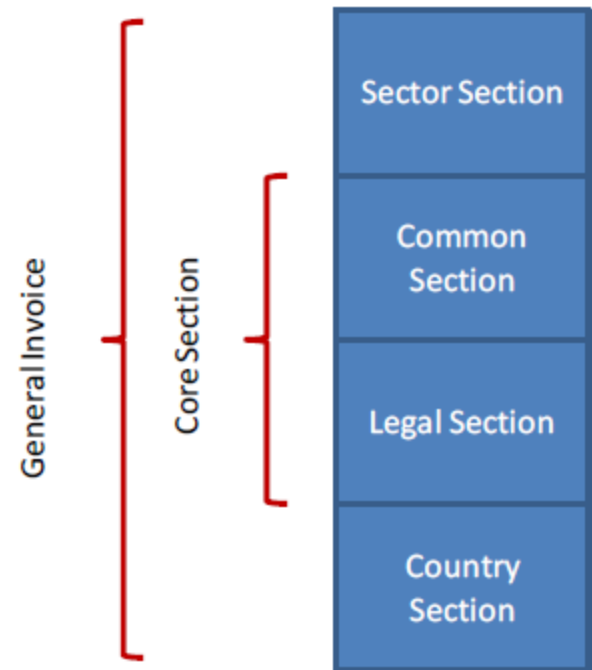 General Invoice
Core Section
Sector Section
Common
Section
Legal Section
Country
Section